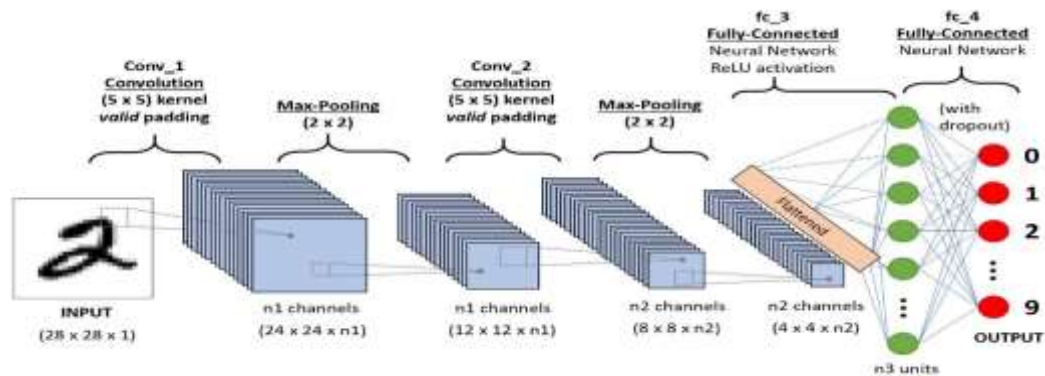 Conv_1
Convolution
(5 x 5) kernel
valid padding
Max-Pooling
(2 x 2)
Conv_2
Convolution
(5 x 5) kernel
valid padding
Max-Pooling
(2 x 2)
fc_3
Fully-Connected
Neural Network
ReLU activation
fc_4
Fully-Connected
Neural Network
(with
dropout)
2
INPUT
(28 x 28 x 1)
n1 channels
(24 x 24 x n1)
n1 channels
(12 x 12 x n1)
n2 channels
(8 x 8 x n2)
n2 channels
(4 x 4 x n2)
Flattened
n3 units
0
1
2
9
OUTPUT